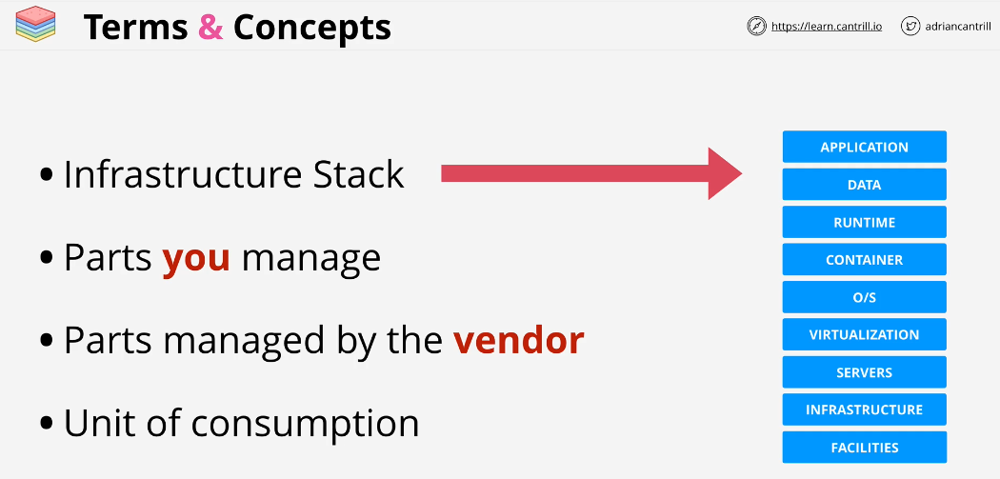 Terms & Concepts
https://learn.cantrill.io
adriancantrill
• Infrastructure Stack
• Parts you manage
• Parts managed by the vendor
• Unit of consumption
APPLICATION
DATA
RUNTIME
CONTAINER
O/S
VIRTUALIZATION
SERVERS
INFRASTRUCTURE
FACILITIES